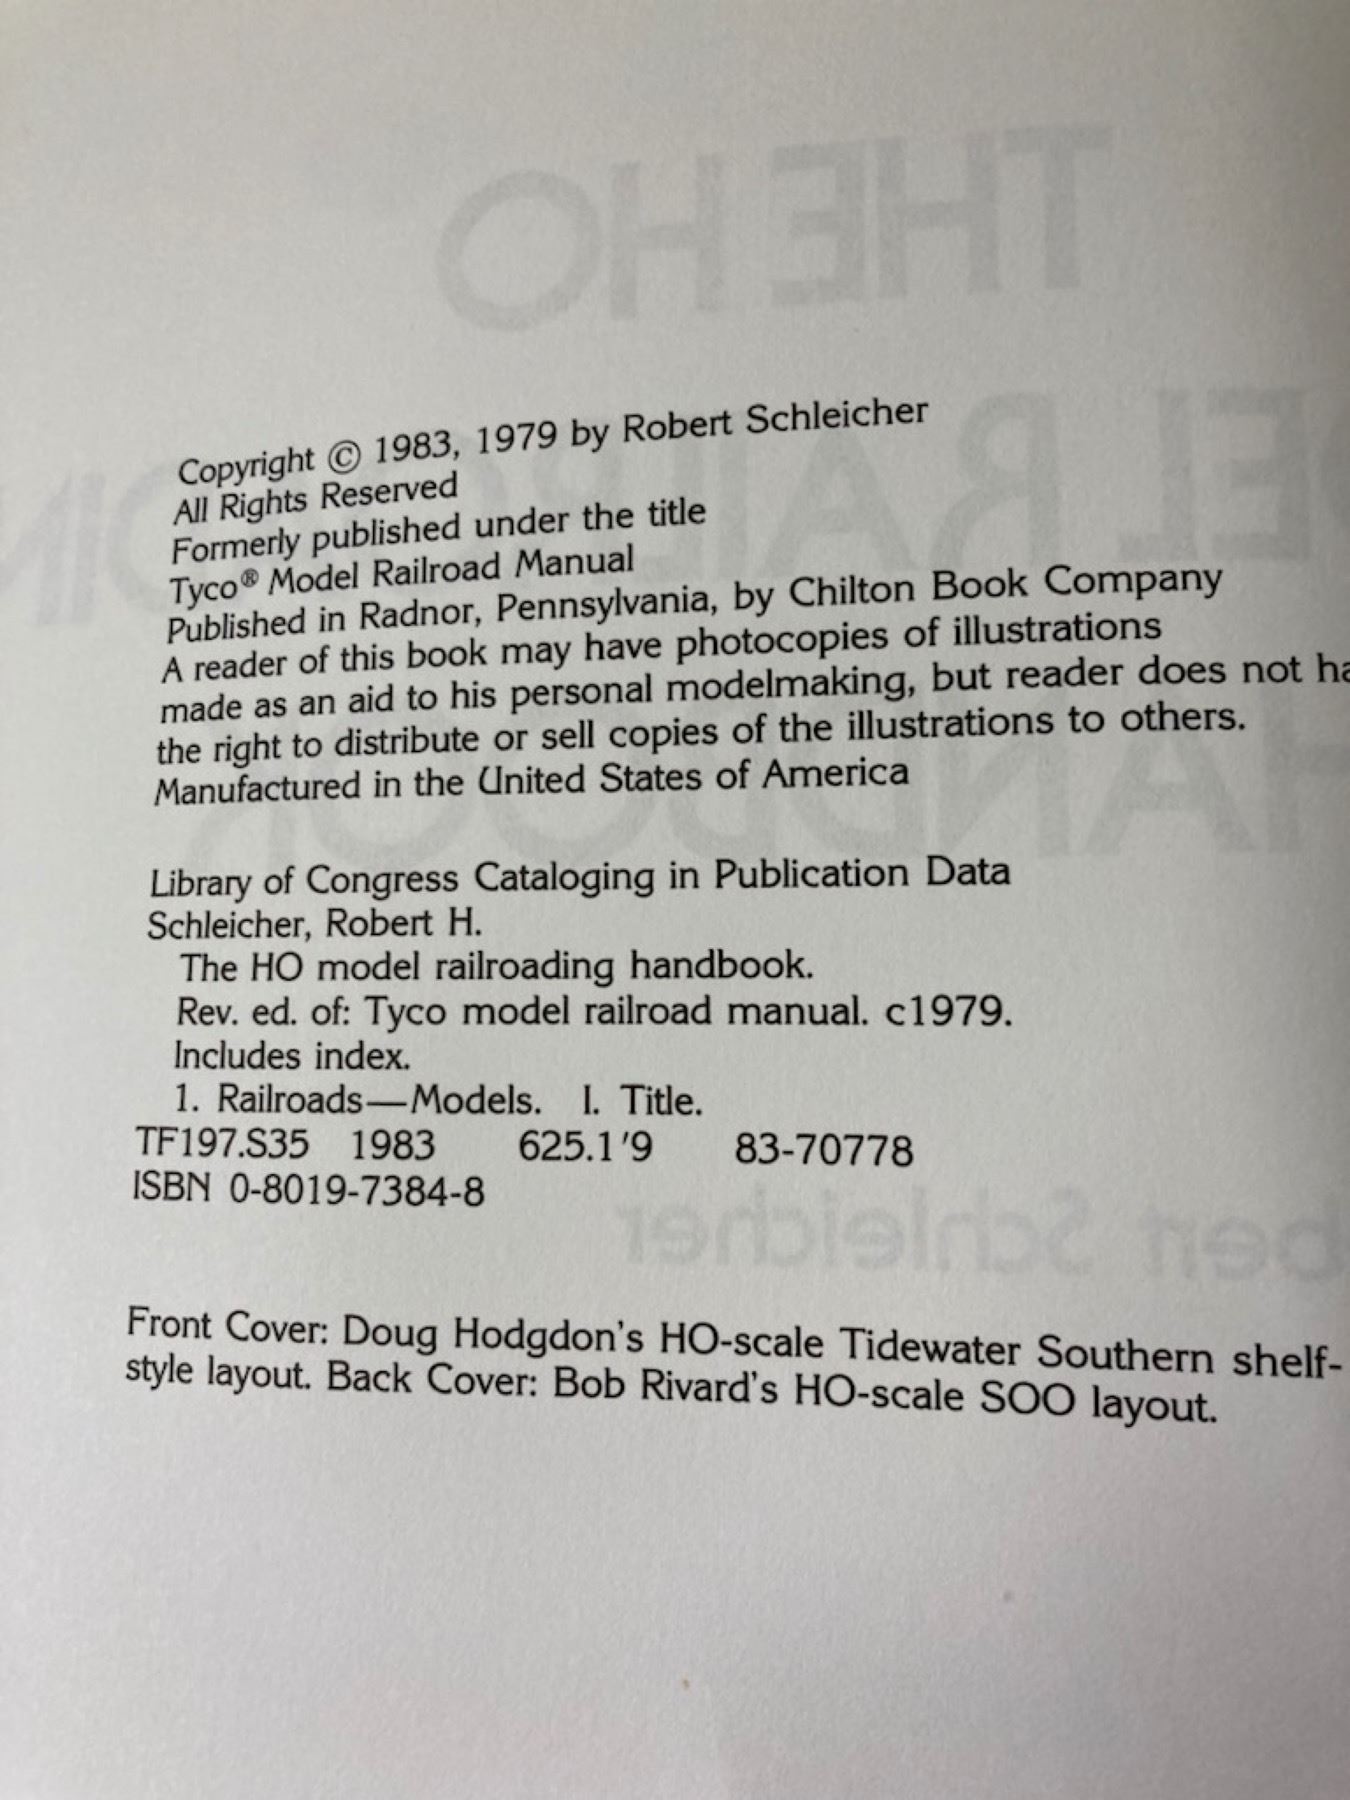 Copyright © 1983, 1979 by Robert Schleicher
All Rights Reserved
Formerly published under the title
Tyco® Model Railroad Manual
Published in Radnor, Pennsylvania, by Chilton Book Company
A reader of this book may have photocopies of illustrations
made as an aid to his personal modelmaking, but reader does not ha
the right to distribute or sell copies of the illustrations to others.
Manufactured in the United States of America
Library of Congress Cataloging in Publication Data
Schleicher, Robert H.
The HO model railroading handbook.
Rev. ed. of: Tyco model railroad manual. c1979.
Includes index.
1. Railroads—Models. I. Title.
TF197.S35 1983 625.1'9 83-70778
ISBN 0-8019-7384-8
Front Cover: Doug Hodgdon's HO-scale Tidewater Southern shelf-
style layout. Back Cover: Bob Rivard's HO-scale SOO layout.